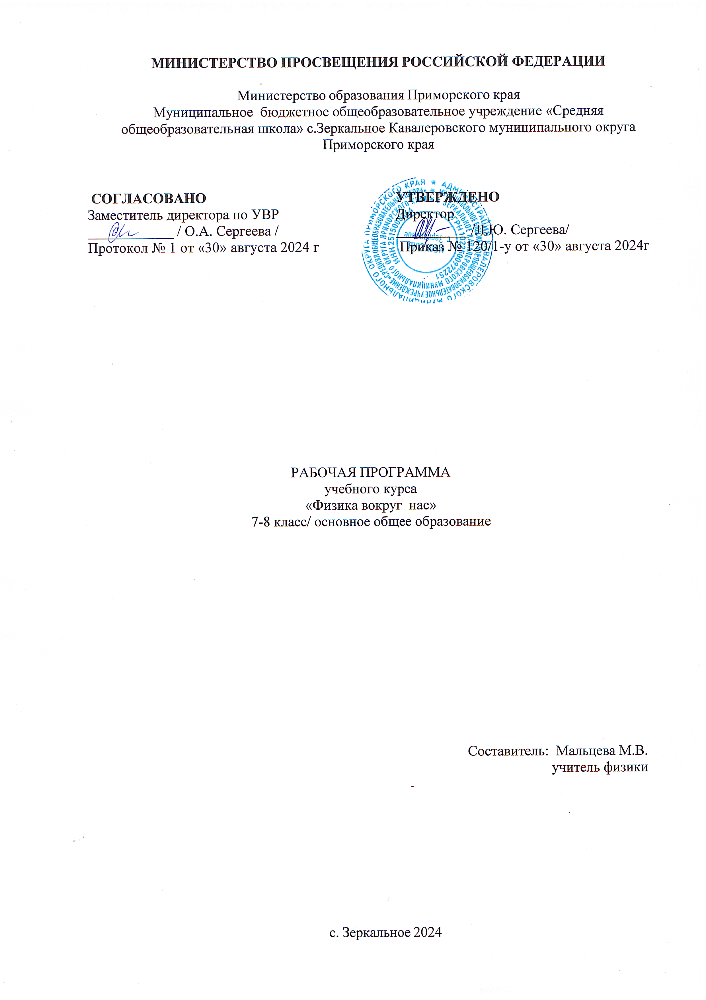 МИНИСТЕРСТВО ПРОСВЕЩЕНИЯ РОССИЙСКОЙ ФЕДЕРАЦИИ
Министерство образования Приморского края
Муниципальное бюджетное общеобразовательное учреждение «Средняя
общеобразовательная школа» с.Зеркальное Кавалеровского муниципального округа
Приморского края
СОГЛАСОВАНО
Заместитель директора по УВР
____________ / О.А. Сергеева /
Протокол № 1 от «30» августа 2024 г
УТВЕРЖДЕНО
Директор
__________ /Л.Ю. Сергеева/
Приказ № 120/1-у от «30» августа 2024г
РАБОЧАЯ ПРОГРАММА
учебного курса
«Физика вокруг нас»
7-8 класс/ основное общее образование
Составитель: Мальцева М.В.
учитель физики
с. Зеркальное 2024